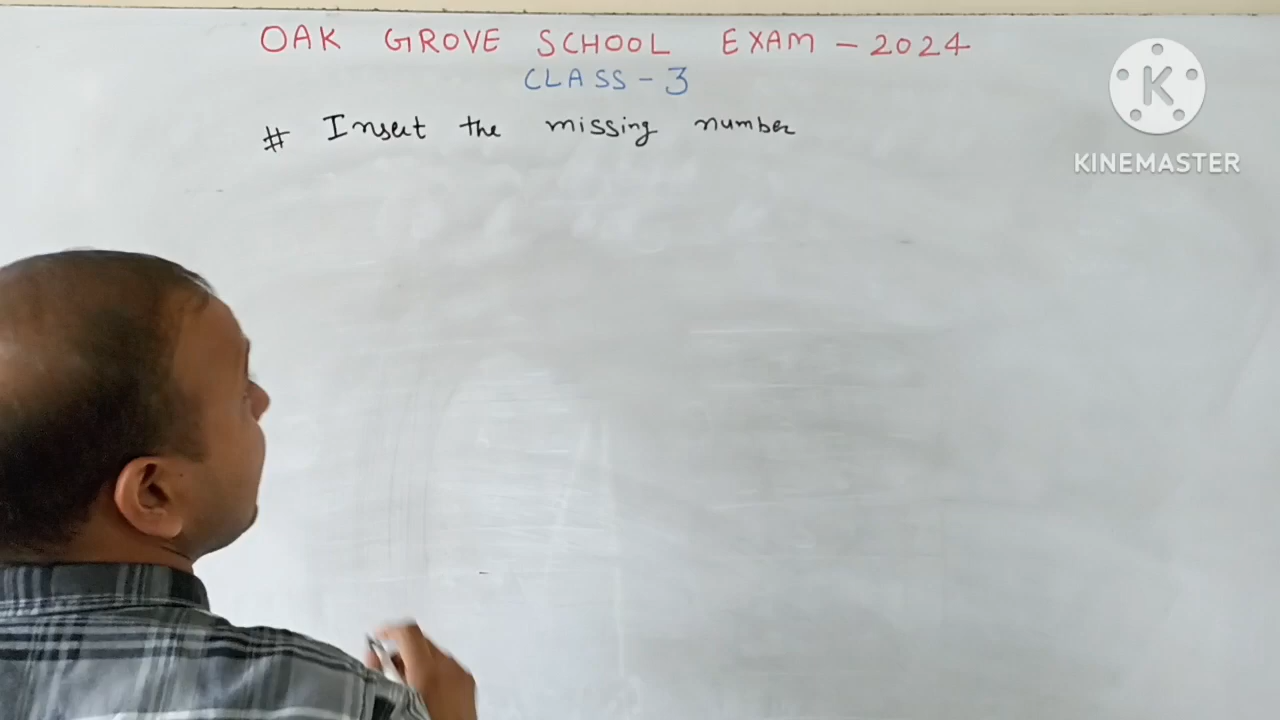 OAK GROVE SCHOOL EXAM - 2024
CLASS - 3
# Insert the missing number
K
KINEMASTER